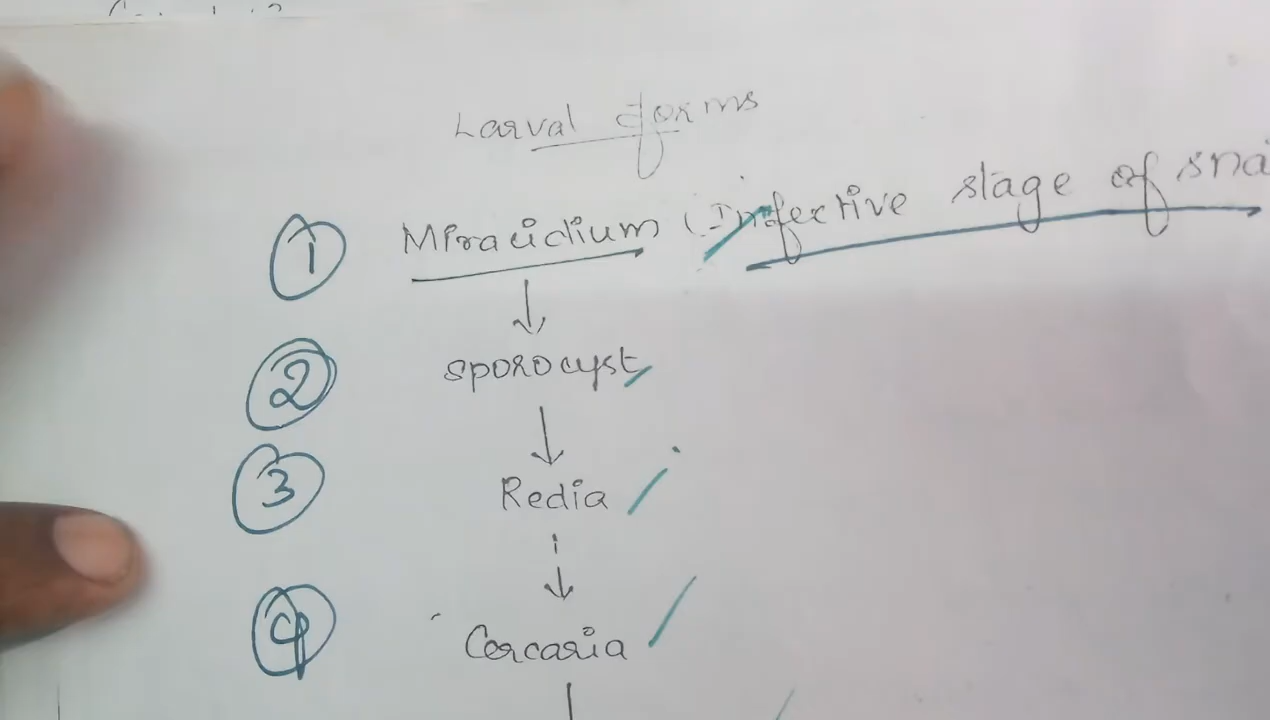 Larval forms
① Miracidium (Infective stage of sna
② sporocyst
③ Redia
④ Cercaria